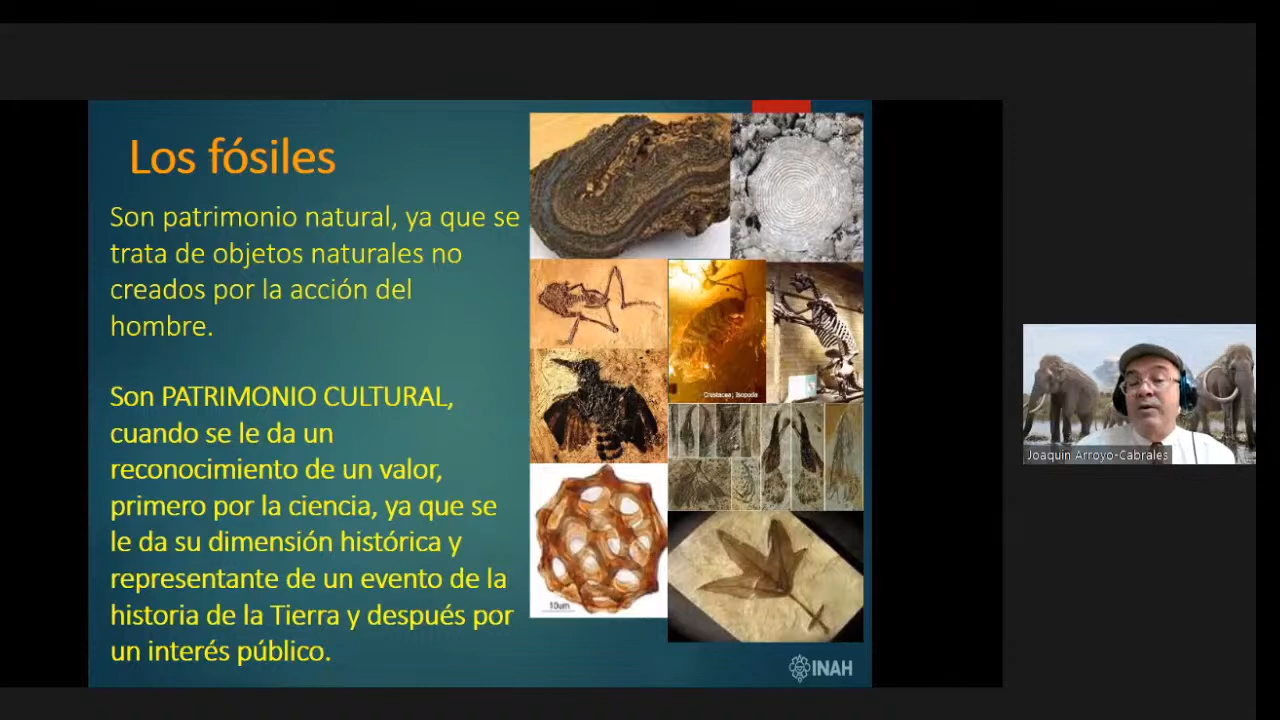 Los fósiles
Son patrimonio natural, ya que se
trata de objetos naturales no
creados por la acción del
hombre.
Son PATRIMONIO CULTURAL,
cuando se le da un
reconocimiento de un valor,
primero por la ciencia, ya que se
le da su dimensión histórica y
representante de un evento de la
historia de la Tierra y después por
un interés público.
Crustacea; Isopoda
10um
INAH
Joaquin Arroyo-Cabrales